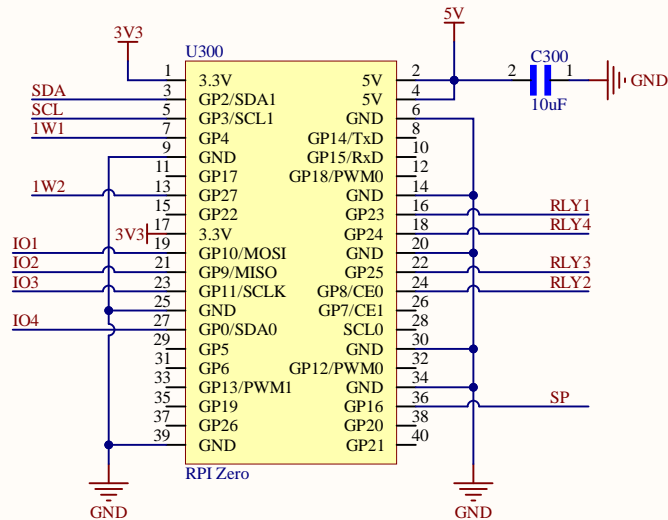 3V3
5V
U300
C300
1 3.3V 5V 2
2 1
GND
SDA 3 GP2/SDA1 5V 4
10uF
SCL 5 GP3/SCL1 GND 6
1W1 7 GP4 GP14/TxD 8
9 GND GP15/RxD 10
11 GP17 GP18/PWM0 12
1W2 13 GP27 GND 14
15 GP22 GP23 16 RLY1
3V3 17 3.3V GP24 18 RLY4
IO1 19 GP10/MOSI GND 20
IO2 21 GP9/MISO GP25 22 RLY3
IO3 23 GP11/SCLK GP8/CE0 24 RLY2
25 GND GP7/CE1 26
IO4 27 GP0/SDA0 SCL0 28
29 GP5 GND 30
31 GP6 GP12/PWM0 32
33 GP13/PWM1 GND 34
35 GP19 GP16 36 SP
37 GP26 GP20 38
39 GND GP21 40
RPI Zero
GND
GND